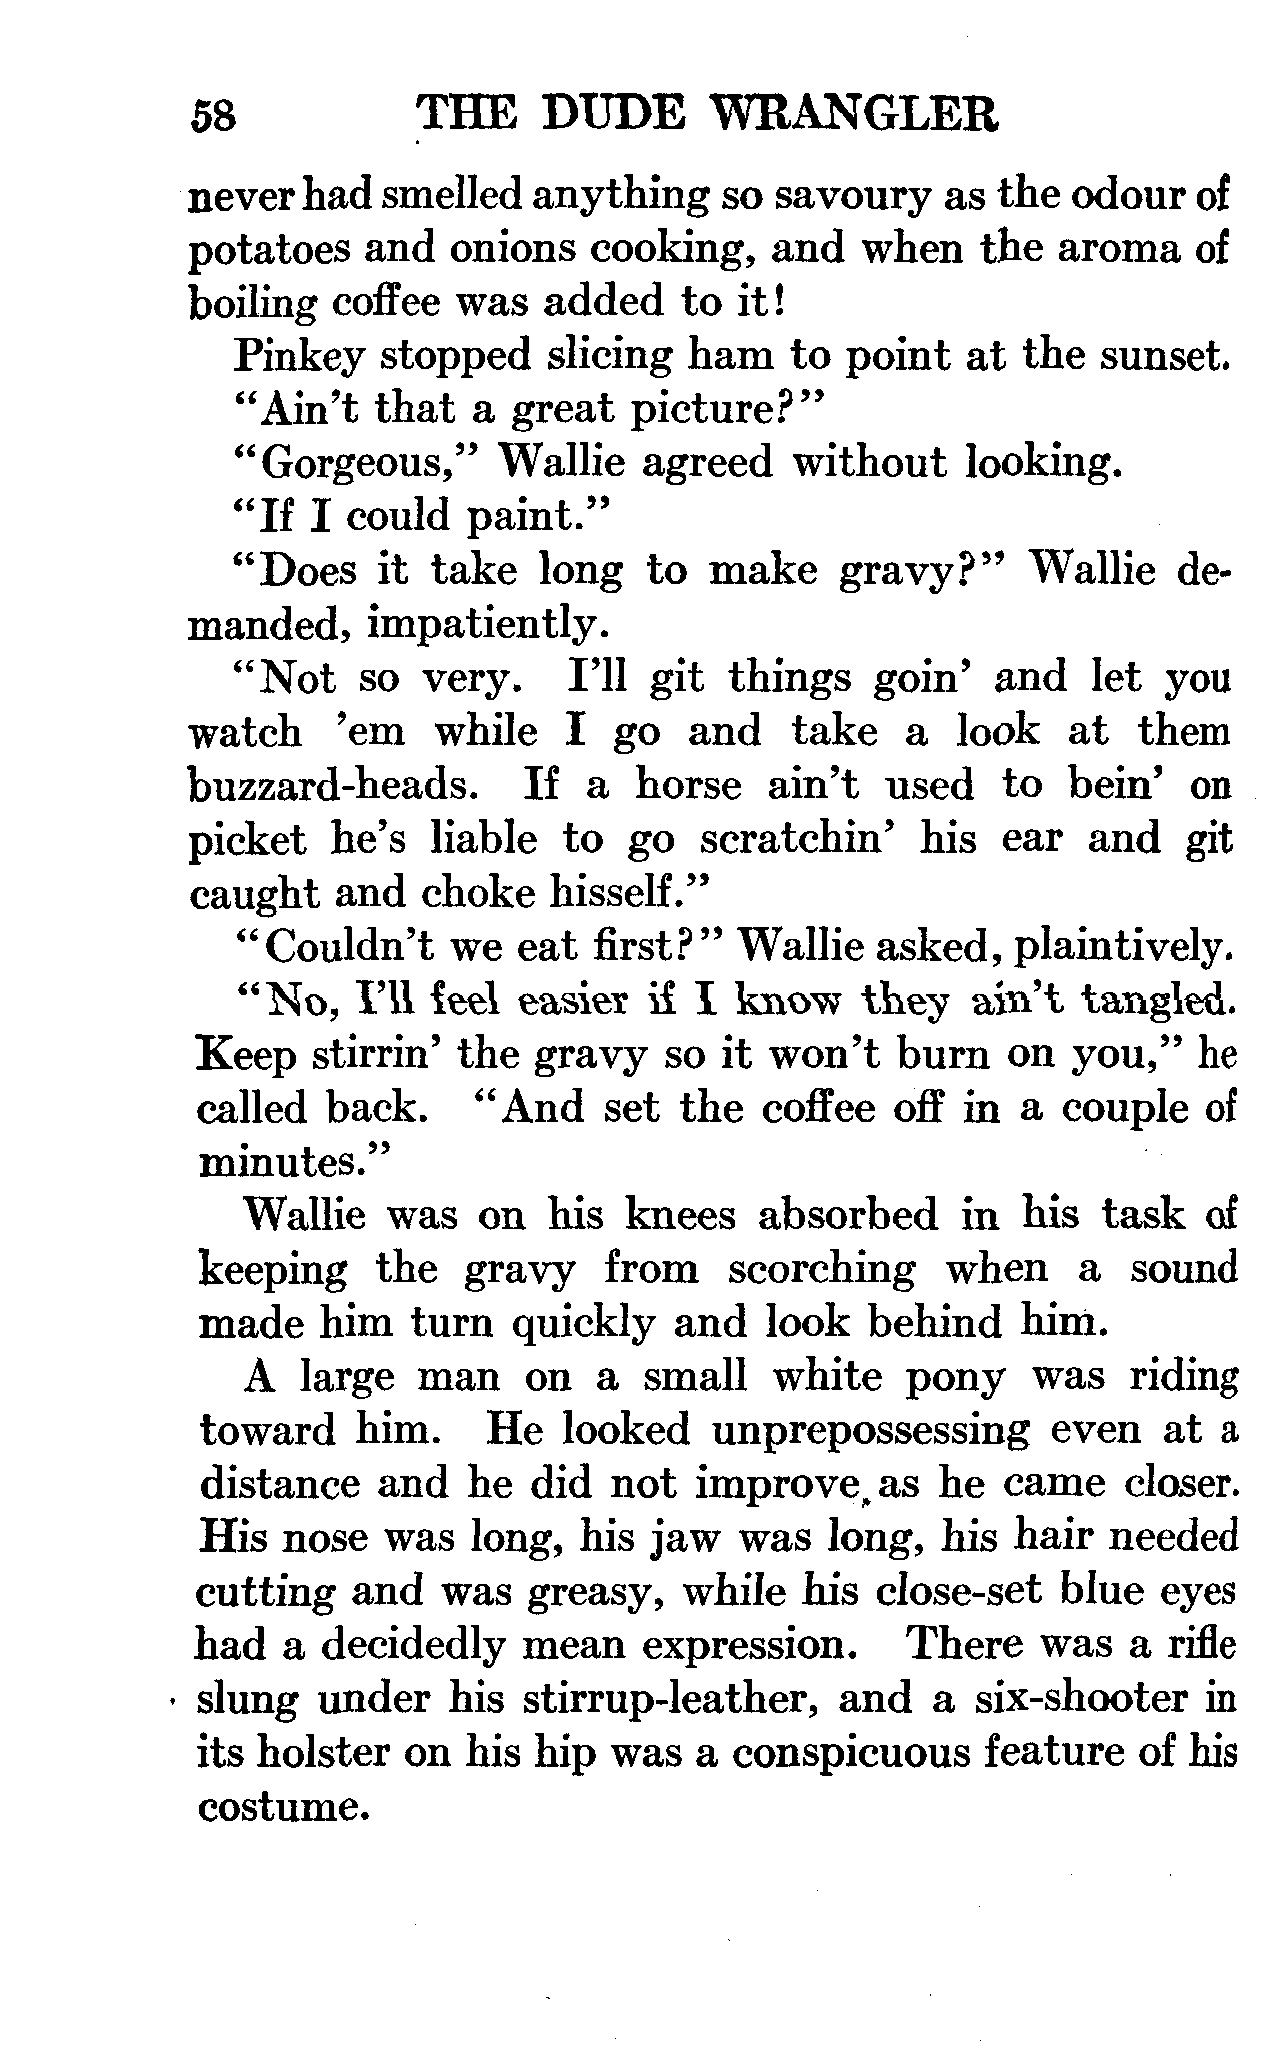 58 THE DUDE WRANGLER
never had smelled anything so savoury as the odour of
potatoes and onions cooking, and when the aroma of
boiling coffee was added to it!
Pinkey stopped slicing ham to point at the sunset.
“Ain’t that a great picture?”
“Gorgeous,” Wallie agreed without looking.
“If I could paint.”
“Does it take long to make gravy?” Wallie de-
manded, impatiently.
“Not so very. I’ll git things goin’ and let you
watch ’em while I go and take a look at them
buzzard-heads. If a horse ain’t used to bein’ on
picket he’s liable to go scratchin’ his ear and git
caught and choke hisself.”
“Couldn’t we eat first?” Wallie asked, plaintively.
“No, I’ll feel easier if I know they ain’t tangled.
Keep stirrin’ the gravy so it won’t burn on you,” he
called back. “And set the coffee off in a couple of
minutes.”
Wallie was on his knees absorbed in his task of
keeping the gravy from scorching when a sound
made him turn quickly and look behind him.
A large man on a small white pony was riding
toward him. He looked unprepossessing even at a
distance and he did not improve as he came closer.
His nose was long, his jaw was long, his hair needed
cutting and was greasy, while his close-set blue eyes
had a decidedly mean expression. There was a rifle
slung under his stirrup-leather, and a six-shooter in
its holster on his hip was a conspicuous feature of his
costume.